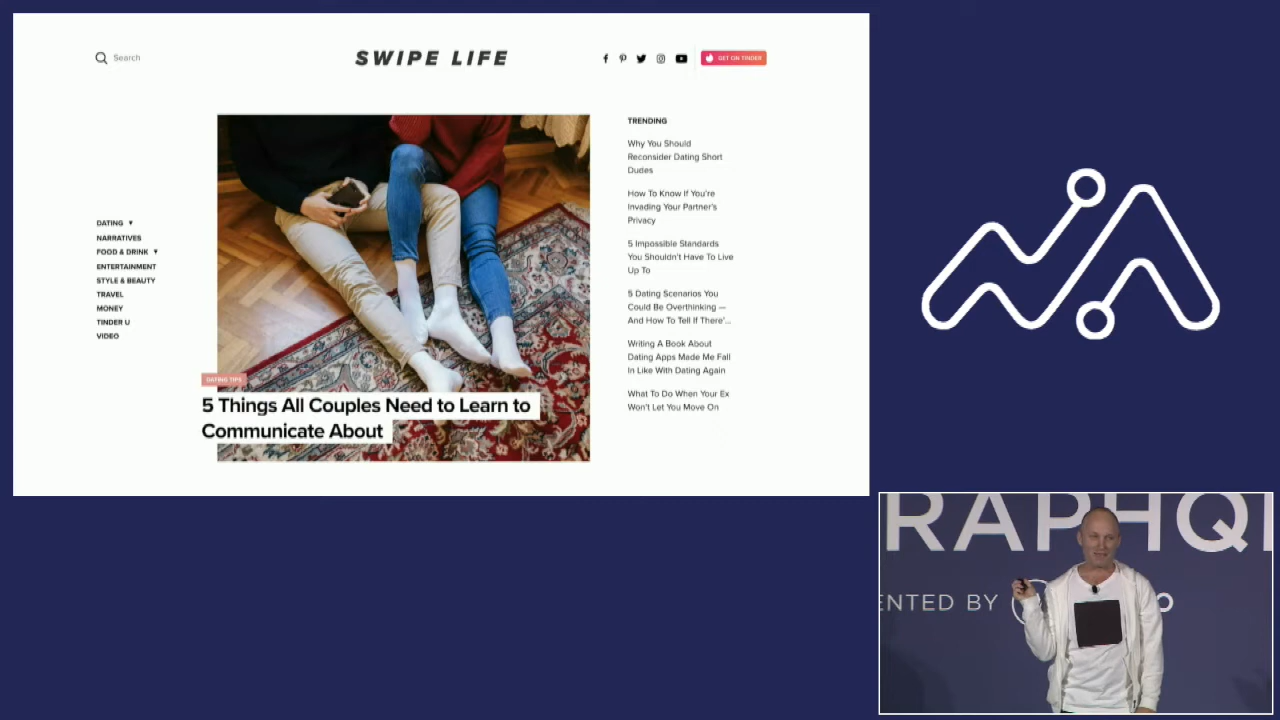 Search
SWIPE LIFE
GET ON TINDER
DATING
NARRATIVES
FOOD & DRINK
ENTERTAINMENT
STYLE & BEAUTY
TRAVEL
MONEY
TINDER U
VIDEO
DATING TIPS
5 Things All Couples Need to Learn to
Communicate About
TRENDING
Why You Should
Reconsider Dating Short
Dudes
How To Know If You're
Invading Your Partner's
Privacy
5 Impossible Standards
You Shouldn't Have To Live
Up To
5 Dating Scenarios You
Could Be Overthinking —
And How To Tell If There'...
Writing A Book About
Dating Apps Made Me Fall
In Like With Dating Again
What To Do When Your Ex
Won't Let You Move On
RAPHQ
ENTED BY